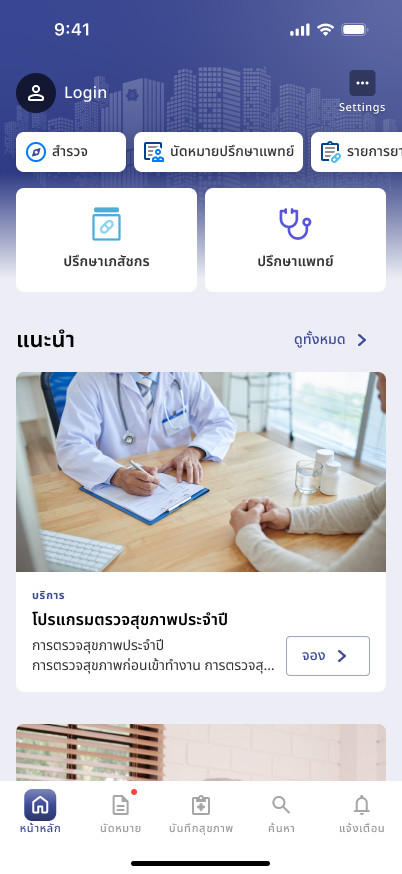 9:41
Login
Settings
สำรวจ
นัดหมายปรึกษาแพทย์
รายการยา
ปรึกษาเภสัชกร
ปรึกษาแพทย์
แนะนำ
ดูทั้งหมด
บริการ
โปรแกรมตรวจสุขภาพประจำปี
การตรวจสุขภาพประจำปี
การตรวจสุขภาพก่อนเข้าทำงาน การตรวจสุ...
จอง
หน้าหลัก
นัดหมาย
บันทึกสุขภาพ
ค้นหา
แจ้งเตือน